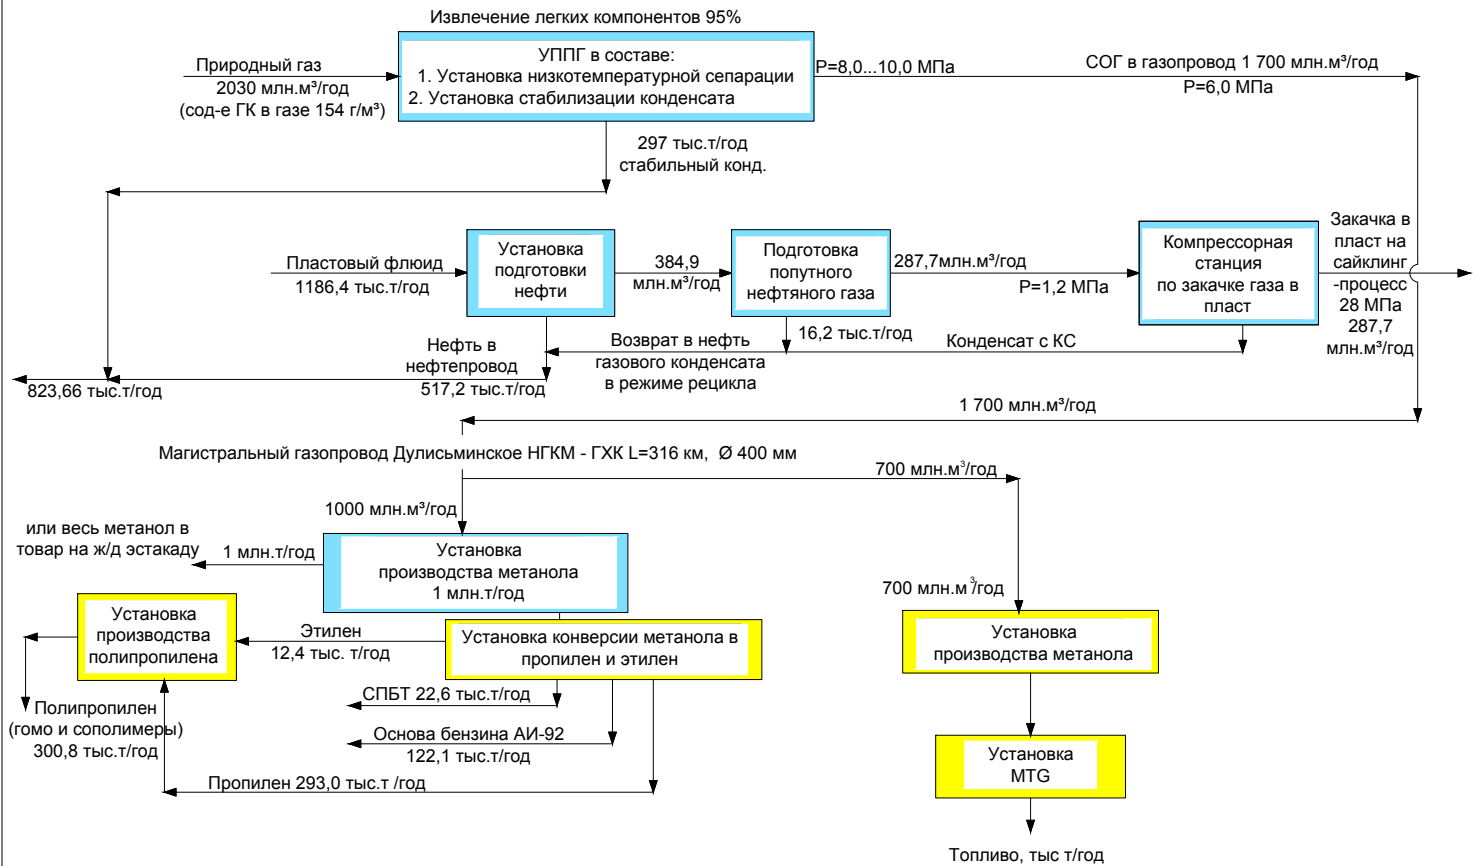 Извлечение легких компонентов 95%
УППГ в составе:
1. Установка низкотемпературной сепарации
2. Установка стабилизации конденсата
Природный газ
2030 млн.м³/год
(сод-е ГК в газе 154 г/м³)
Р=8,0...10,0 МПа
СОГ в газопровод 1 700 млн.м³/год
Р=6,0 МПа
297 тыс.т/год
стабильный конд.
Пластовый флюид
1186,4 тыс.т/год
Установка
подготовки
нефти
384,9
млн.м³/год
Подготовка
попутного
нефтяного газа
287,7млн.м³/год
Р=1,2 МПа
Компрессорная
станция
по закачке газа в
пласт
Закачка в
пласт на
сайклинг
-процесс
28 МПа
287,7
млн.м³/год
16,2 тыс.т/год
Нефть в
нефтепровод
517,2 тыс.т/год
Возврат в нефть
газового конденсата
в режиме рецикла
Конденсат с КС
823,66 тыс.т/год
1 700 млн.м³/год
Магистральный газопровод Дулисьминское НГКМ - ГХК L=316 км, Ø 400 мм
700 млн.м³/год
1000 млн.м³/год
или весь метанол в
товар на ж/д эстакаду
1 млн.т/год
Установка
производства метанола
1 млн.т/год
700 млн.м³/год
Установка
производства
полипропилена
Этилен
12,4 тыс. т/год
Установка конверсии метанола в
пропилен и этилен
Установка
производства метанола
СПБТ 22,6 тыс.т/год
Полипропилен
(гомо и сополимеры)
300,8 тыс.т/год
Основа бензина АИ-92
122,1 тыс.т/год
Пропилен 293,0 тыс.т /год
Установка
MTG
Топливо, тыс т/год